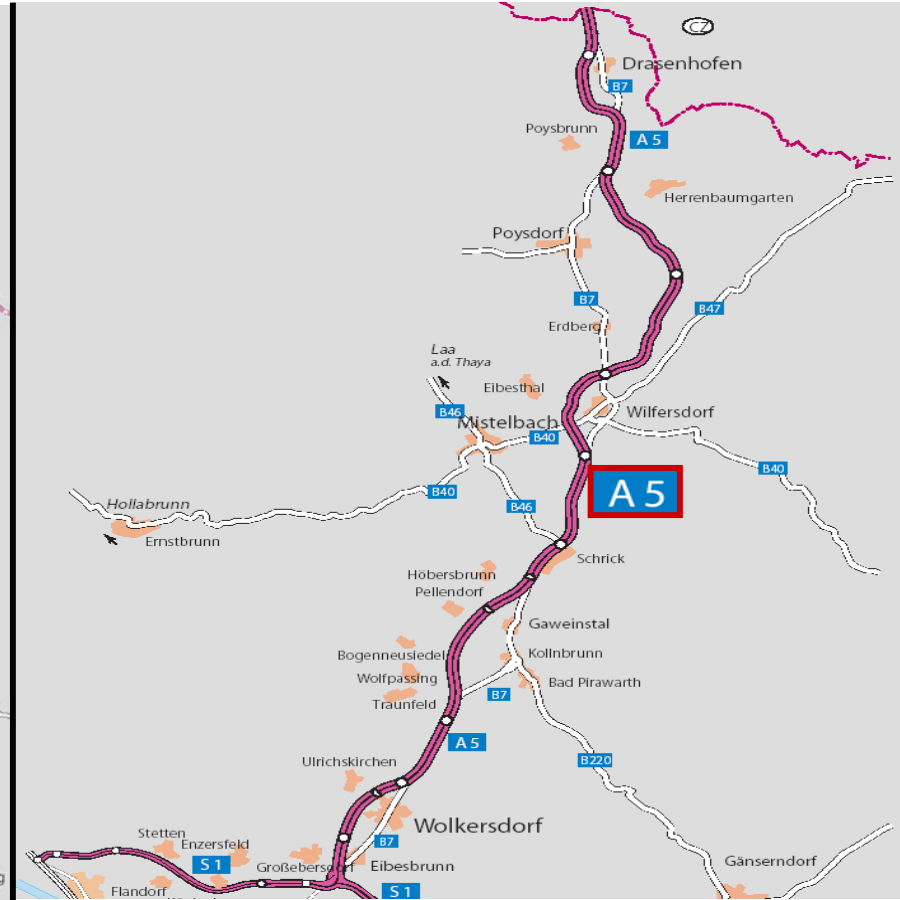 CZ
Drasenhofen
B7
Poysbrunn
A 5
Herrenbaumgarten
Poysdorf
B7
B47
Erdberg
Laa
a.d. Thaya
Eibesthal
B46
Mistelbach
Wilfersdorf
B40
B40
B40
A 5
B46
Hollabrunn
Ernstbrunn
Schrick
Höbersbrunn
Pellendorf
Gaweinstal
Bogenneusiedel
Kollnbrunn
Wolfpassing
Bad Pirawarth
B7
Traunfeld
A 5
Ulrichskirchen
B220
Wolkersdorf
Stetten
B7
Enzersfeld
S 1
Großebersdorf
Eibesbrunn
Gänserndorf
Flandorf
S 1